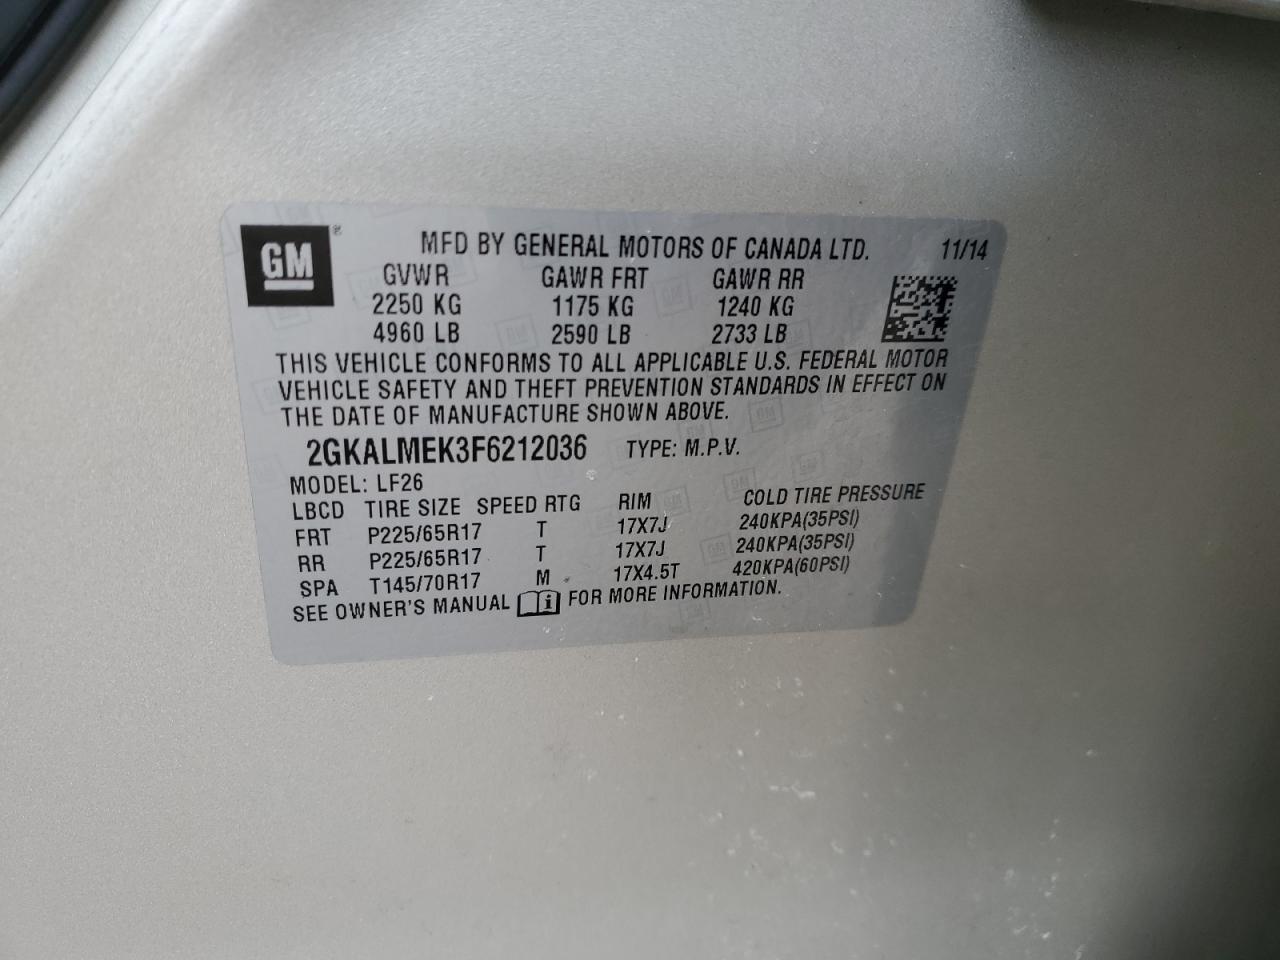 GM ®
MFD BY GENERAL MOTORS OF CANADA LTD. 11/14
GVWR GAWR FRT GAWR RR
2250 KG 1175 KG 1240 KG
4960 LB 2590 LB 2733 LB
THIS VEHICLE CONFORMS TO ALL APPLICABLE U.S. FEDERAL MOTOR
VEHICLE SAFETY AND THEFT PREVENTION STANDARDS IN EFFECT ON
THE DATE OF MANUFACTURE SHOWN ABOVE.
2GKALMEK3F6212036 TYPE: M.P.V.
MODEL: LF26
LBCD TIRE SIZE SPEED RTG RIM COLD TIRE PRESSURE
FRT P225/65R17 T 17X7J 240KPA(35PSI)
RR P225/65R17 T 17X7J 240KPA(35PSI)
SPA T145/70R17 M 17X4.5T 420KPA(60PSI)
SEE OWNER'S MANUAL i FOR MORE INFORMATION.